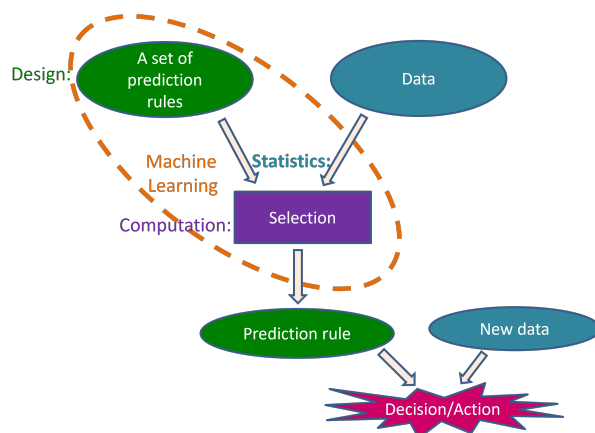 Design:
A set of
prediction
rules
Data
Machine
Learning
Statistics:
Computation:
Selection
Prediction rule
New data
Decision/Action